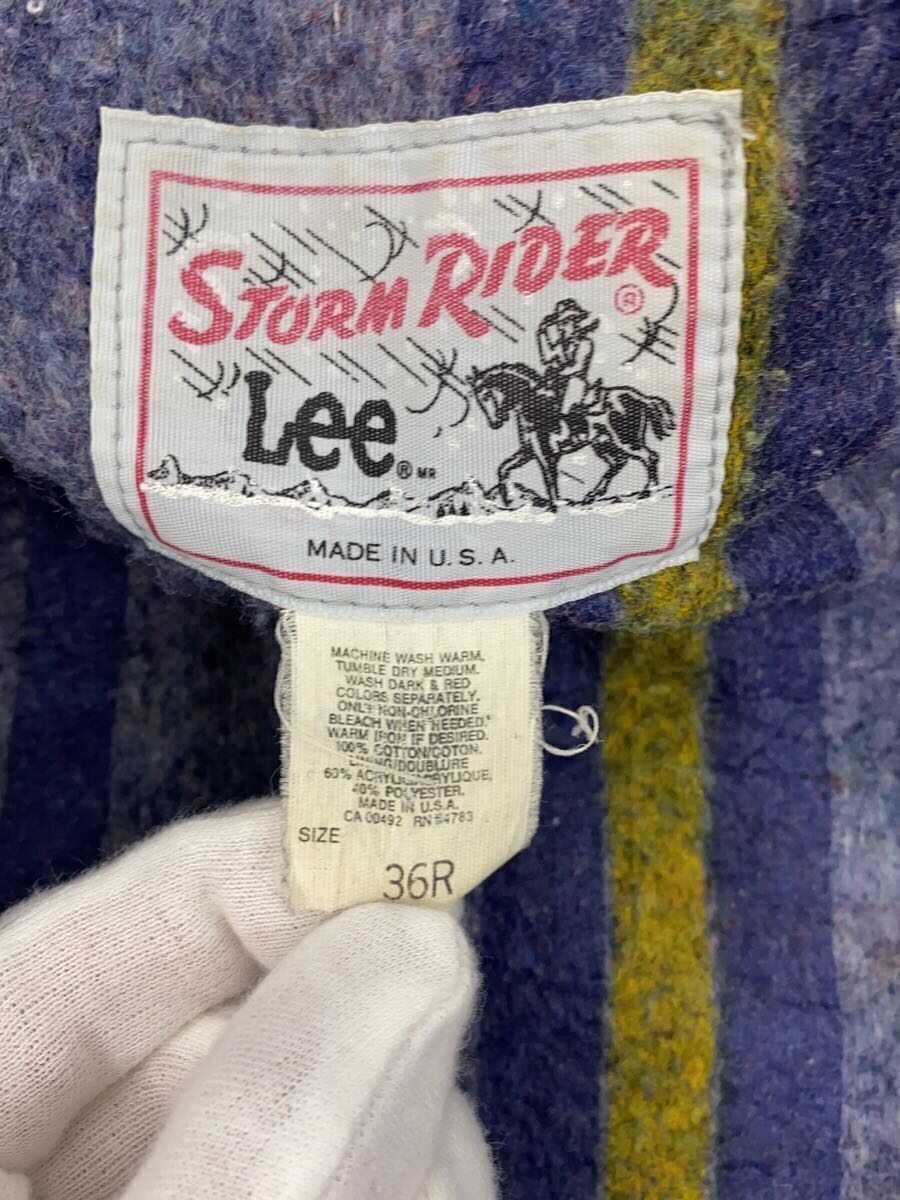 STORM RIDER ®
Lee ® MR
MADE IN U.S.A.
MACHINE WASH WARM,
TUMBLE DRY MEDIUM.
WASH DARK & RED
COLORS SEPARATELY.
ONLY NON-CHLORINE
BLEACH WHEN NEEDED.
WARM IRON IF DESIRED.
100% COTTON/COTON.
LINING/DOUBLURE
60% ACRYLIC/ACRYLIQUE,
40% POLYESTER.
MADE IN U.S.A.
CA 00492 RN 54783
SIZE
36R